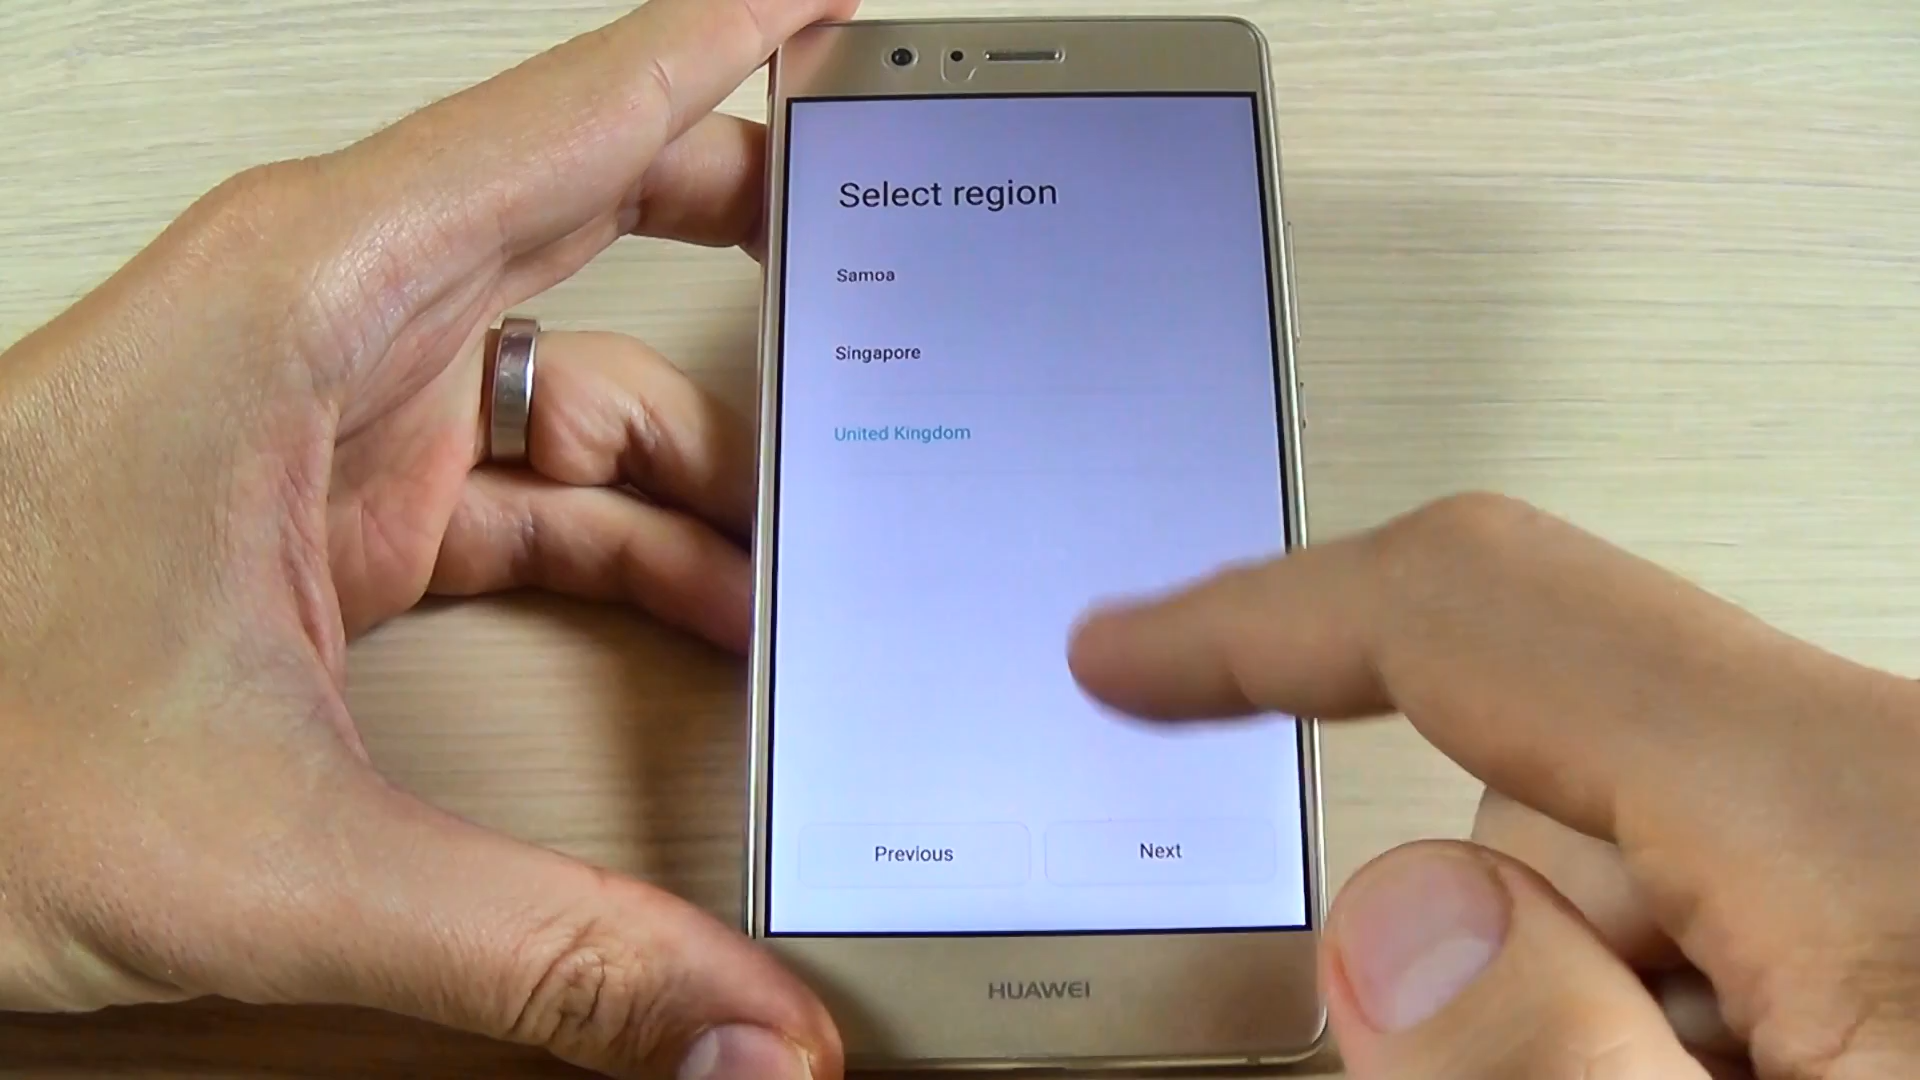 Select region
Samoa
Singapore
United Kingdom
Previous
Next
HUAWEI